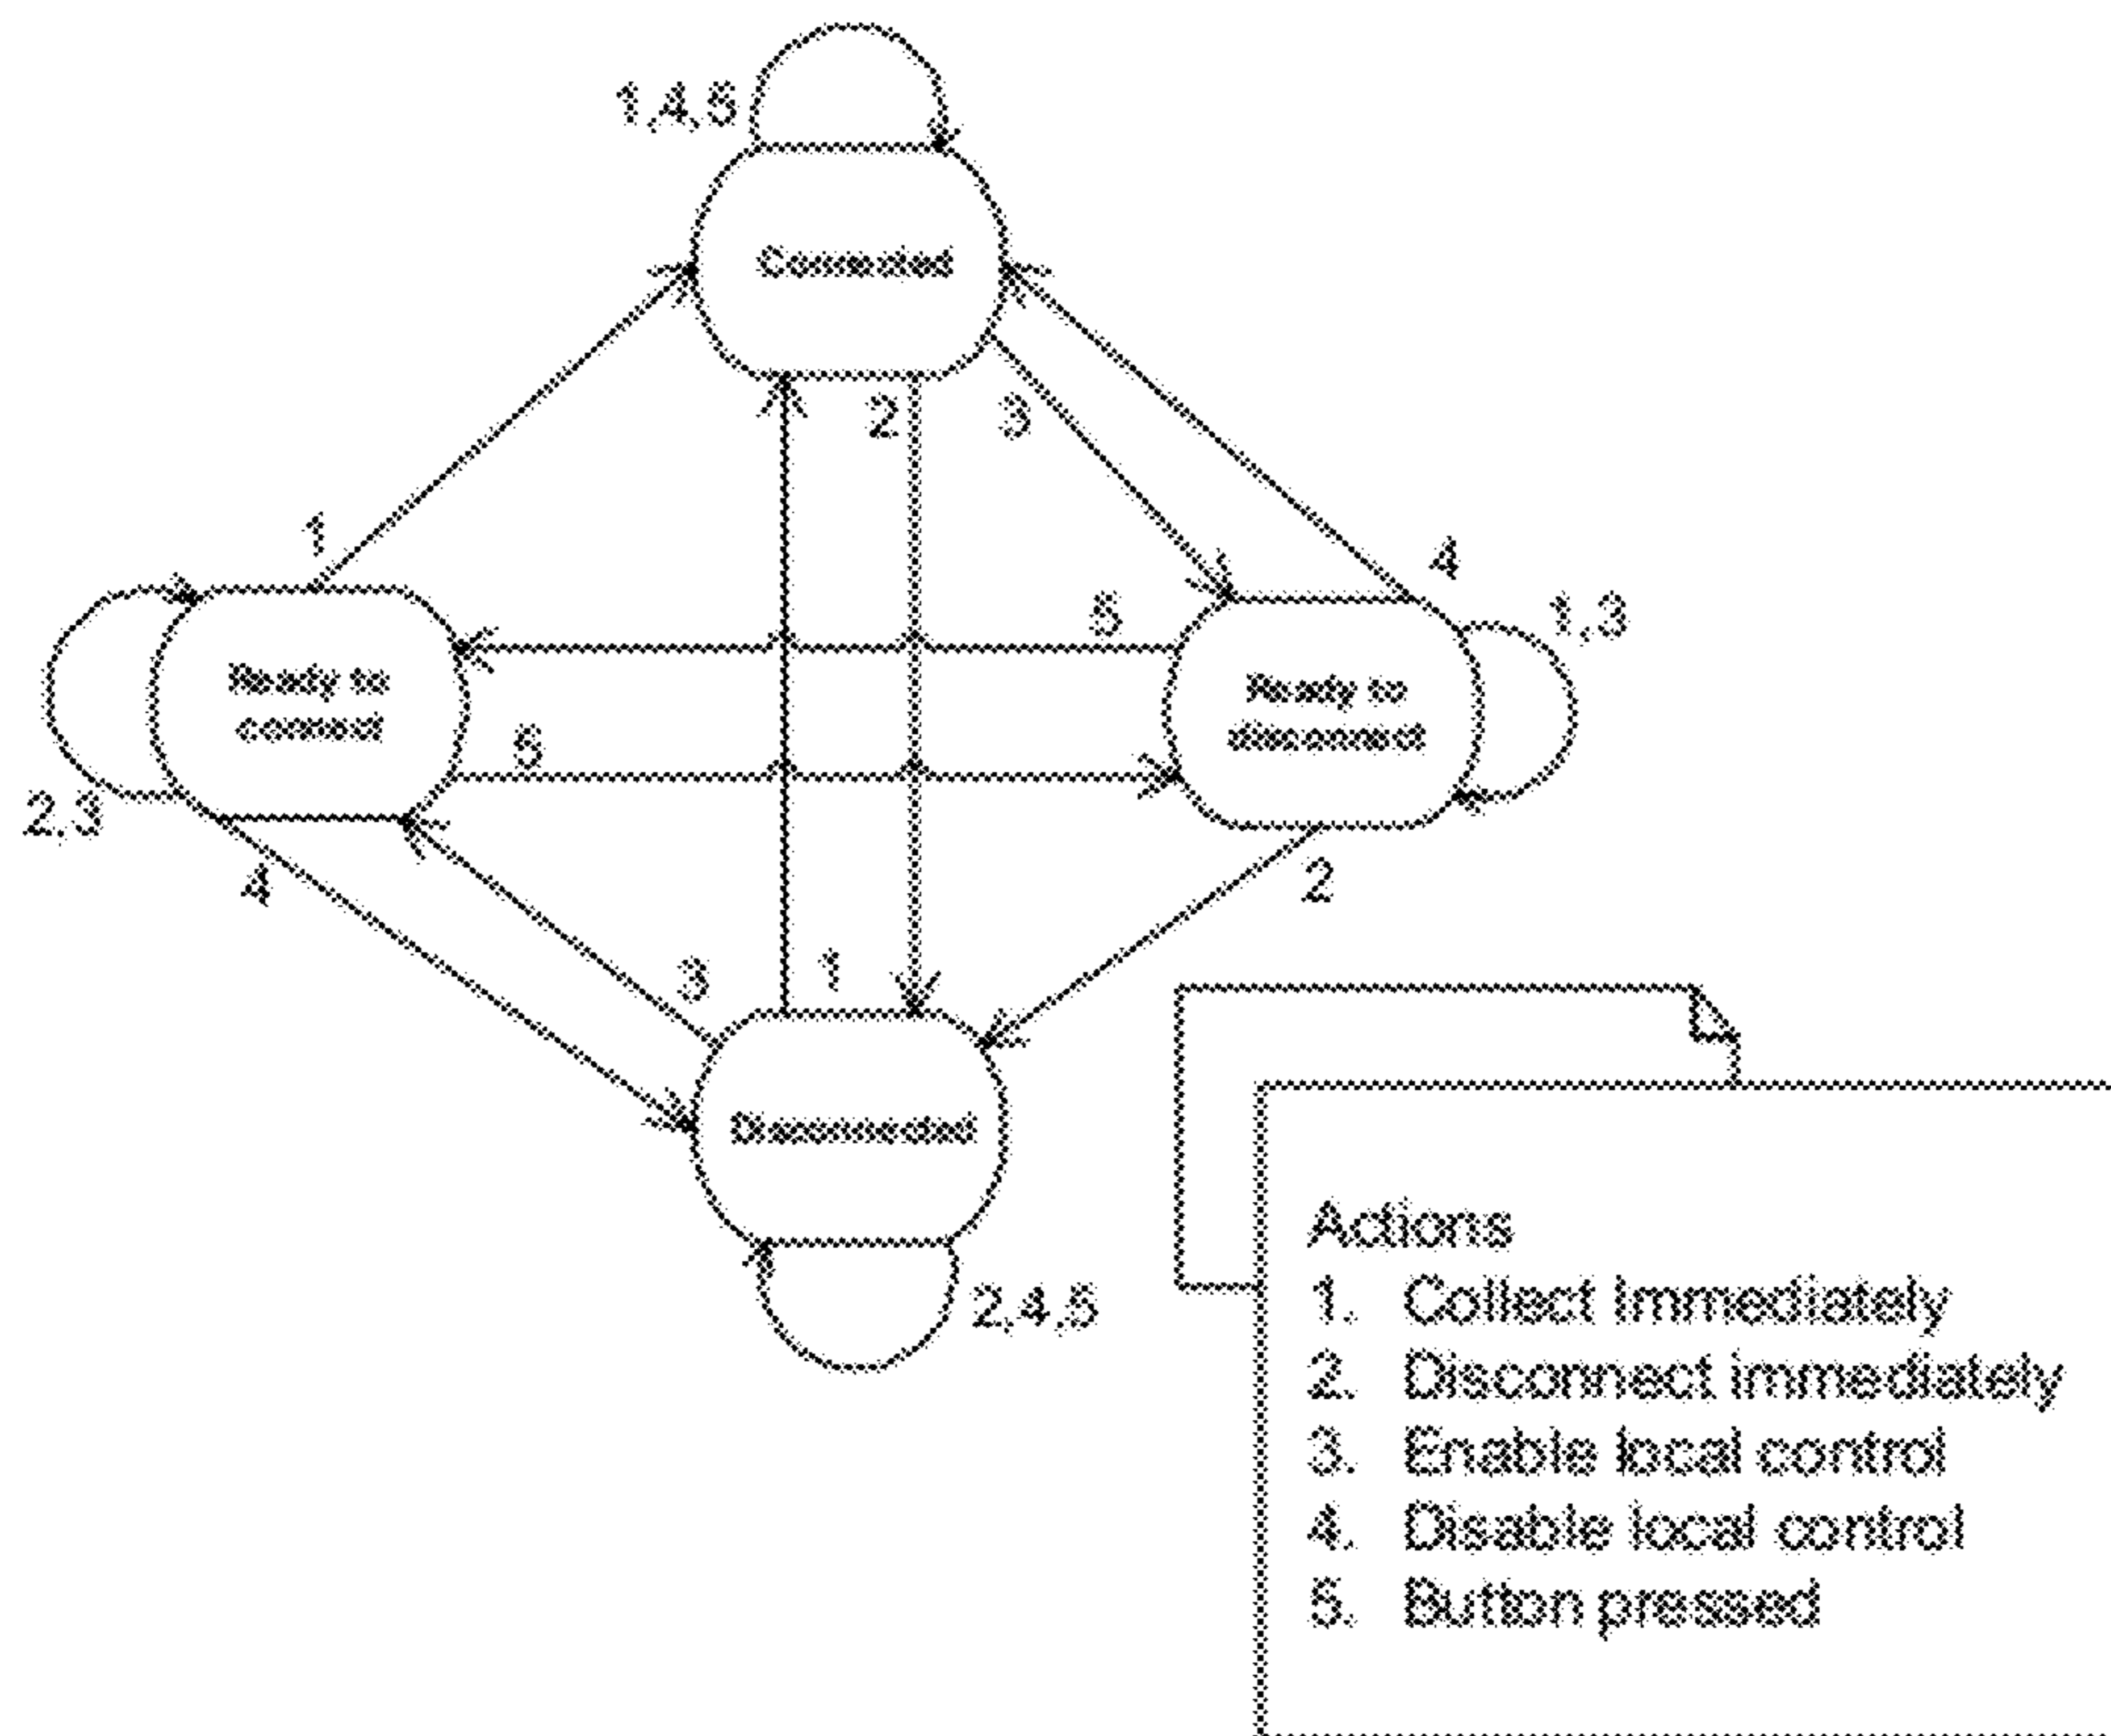 1,4,5
Connected
2
3
1
4
5
1,3
Ready to
connect
Ready to
disconnect
5
2,3
4
2
3
1
Disconnected
2,4,5
Actions
1. Collect Immediately
2. Disconnect immediately
3. Enable local control
4. Disable local control
5. Button pressed